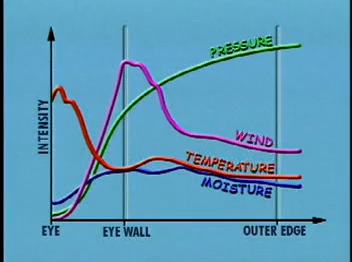 PRESSURE
WIND
TEMPERATURE
MOISTURE
INTENSITY
EYE
EYE WALL
OUTER EDGE